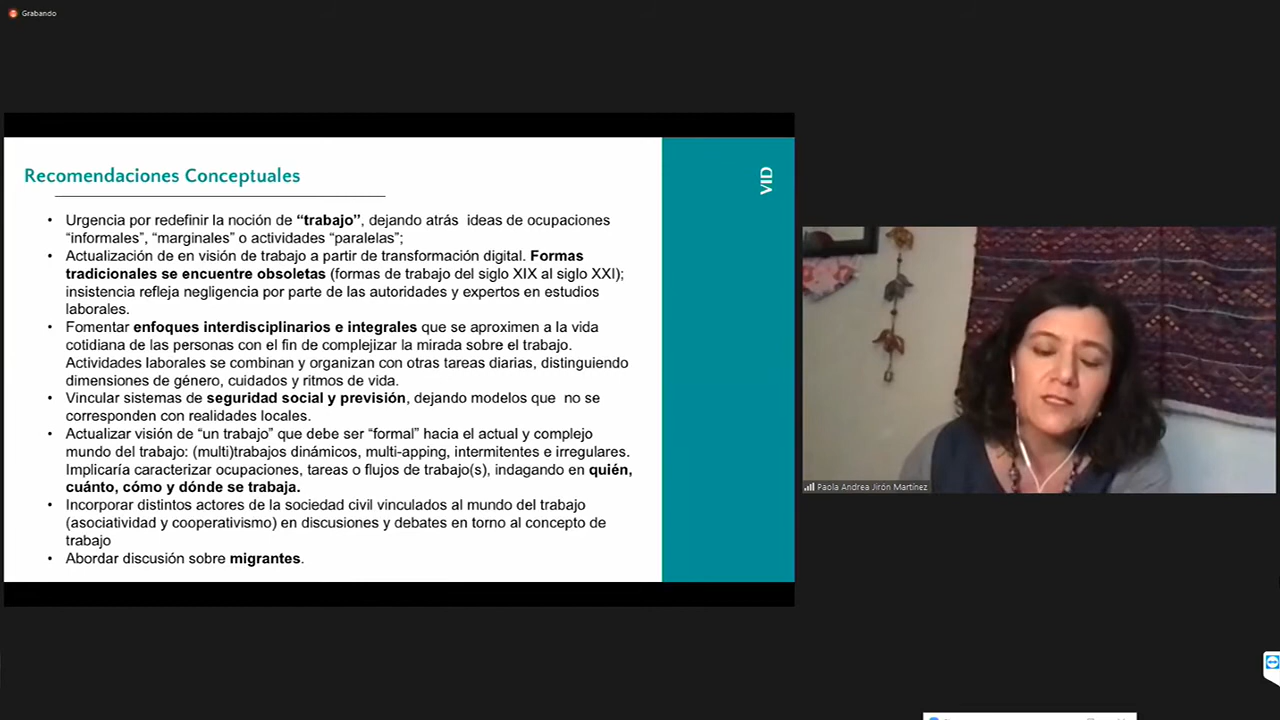 Grabando
Recomendaciones Conceptuales
VID
• Urgencia por redefinir la noción de “trabajo”, dejando atrás ideas de ocupaciones
“informales”, “marginales” o actividades “paralelas”;
• Actualización de en visión de trabajo a partir de transformación digital. Formas
tradicionales se encuentre obsoletas (formas de trabajo del siglo XIX al siglo XXI);
insistencia refleja negligencia por parte de las autoridades y expertos en estudios
laborales.
• Fomentar enfoques interdisciplinarios e integrales que se aproximen a la vida
cotidiana de las personas con el fin de complejizar la mirada sobre el trabajo.
Actividades laborales se combinan y organizan con otras tareas diarias, distinguiendo
dimensiones de género, cuidados y ritmos de vida.
• Vincular sistemas de seguridad social y previsión, dejando modelos que no se
corresponden con realidades locales.
• Actualizar visión de “un trabajo” que debe ser “formal” hacia el actual y complejo
mundo del trabajo: (multi)trabajos dinámicos, multi-apping, intermitentes e irregulares.
Implicaría caracterizar ocupaciones, tareas o flujos de trabajo(s), indagando en quién,
cuánto, cómo y dónde se trabaja.
• Incorporar distintos actores de la sociedad civil vinculados al mundo del trabajo
(asociatividad y cooperativismo) en discusiones y debates en torno al concepto de
trabajo
• Abordar discusión sobre migrantes.
Paola Andrea Jirón Martínez